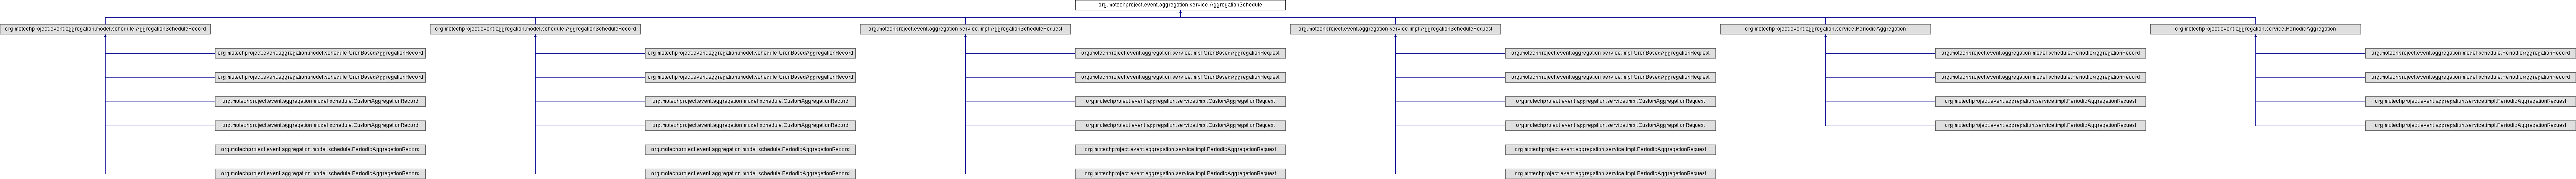 org.motechproject.event.aggregation.service.AggregationSchedule
org.motechproject.event.aggregation.model.schedule.AggregationScheduleRecord
org.motechproject.event.aggregation.model.schedule.AggregationScheduleRecord
org.motechproject.event.aggregation.service.impl.AggregationScheduleRequest
org.motechproject.event.aggregation.service.impl.AggregationScheduleRequest
org.motechproject.event.aggregation.service.PeriodicAggregation
org.motechproject.event.aggregation.service.PeriodicAggregation
org.motechproject.event.aggregation.model.schedule.CronBasedAggregationRecord
org.motechproject.event.aggregation.model.schedule.CronBasedAggregationRecord
org.motechproject.event.aggregation.service.impl.CronBasedAggregationRequest
org.motechproject.event.aggregation.service.impl.CronBasedAggregationRequest
org.motechproject.event.aggregation.model.schedule.PeriodicAggregationRecord
org.motechproject.event.aggregation.model.schedule.PeriodicAggregationRecord
org.motechproject.event.aggregation.model.schedule.CronBasedAggregationRecord
org.motechproject.event.aggregation.model.schedule.CronBasedAggregationRecord
org.motechproject.event.aggregation.service.impl.CronBasedAggregationRequest
org.motechproject.event.aggregation.service.impl.CronBasedAggregationRequest
org.motechproject.event.aggregation.model.schedule.PeriodicAggregationRecord
org.motechproject.event.aggregation.model.schedule.PeriodicAggregationRecord
org.motechproject.event.aggregation.model.schedule.CustomAggregationRecord
org.motechproject.event.aggregation.model.schedule.CustomAggregationRecord
org.motechproject.event.aggregation.service.impl.CustomAggregationRequest
org.motechproject.event.aggregation.service.impl.CustomAggregationRequest
org.motechproject.event.aggregation.service.impl.PeriodicAggregationRequest
org.motechproject.event.aggregation.service.impl.PeriodicAggregationRequest
org.motechproject.event.aggregation.model.schedule.CustomAggregationRecord
org.motechproject.event.aggregation.model.schedule.CustomAggregationRecord
org.motechproject.event.aggregation.service.impl.CustomAggregationRequest
org.motechproject.event.aggregation.service.impl.CustomAggregationRequest
org.motechproject.event.aggregation.service.impl.PeriodicAggregationRequest
org.motechproject.event.aggregation.service.impl.PeriodicAggregationRequest
org.motechproject.event.aggregation.model.schedule.PeriodicAggregationRecord
org.motechproject.event.aggregation.model.schedule.PeriodicAggregationRecord
org.motechproject.event.aggregation.service.impl.PeriodicAggregationRequest
org.motechproject.event.aggregation.service.impl.PeriodicAggregationRequest
org.motechproject.event.aggregation.model.schedule.PeriodicAggregationRecord
org.motechproject.event.aggregation.model.schedule.PeriodicAggregationRecord
org.motechproject.event.aggregation.service.impl.PeriodicAggregationRequest
org.motechproject.event.aggregation.service.impl.PeriodicAggregationRequest